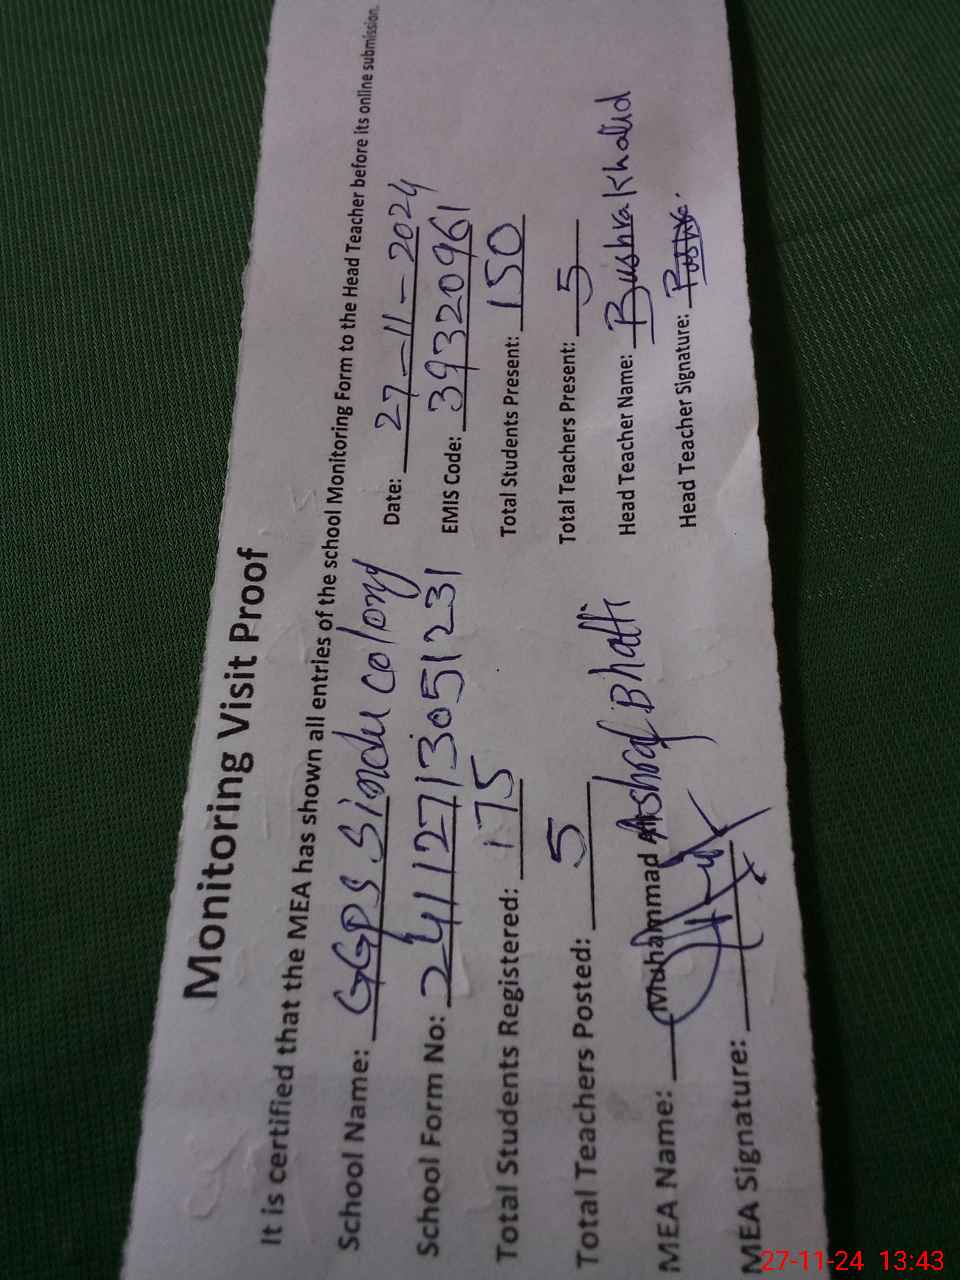 Monitoring Visit Proof
It is certified that the MEA has shown all entries of the school Monitoring Form to the Head Teacher before its online submission.
School Name: GGPS Sindu colony Date: 27-11-2024
School Form No: 24112713051231 EMIS Code: 39320961
Total Students Registered: 175 Total Students Present: 150
Total Teachers Posted: 5 Total Teachers Present: 5
MEA Name: Muhammad Ashraf Bhatti Head Teacher Name: Bushra Khalid
MEA Signature: Head Teacher Signature: Bushra.
27-11-24 13:43